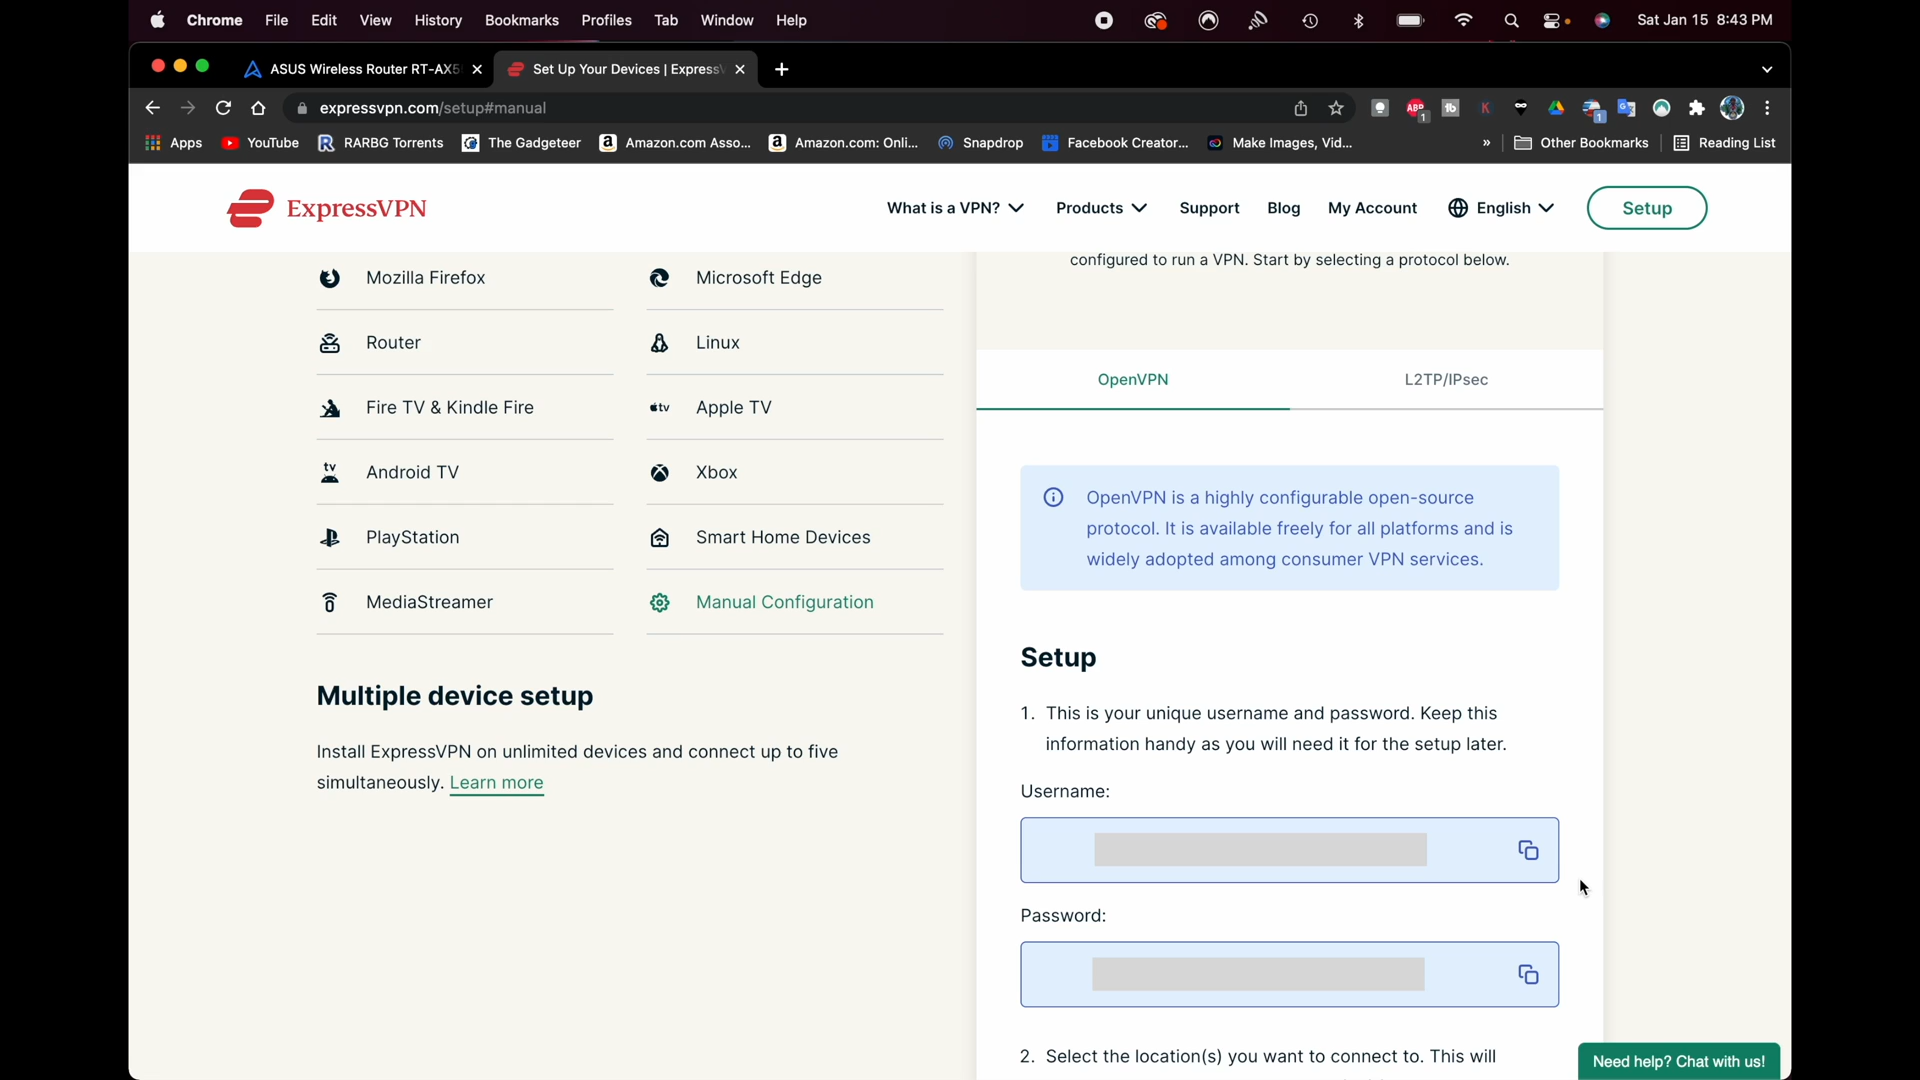 Chrome File Edit View History Bookmarks Profiles Tab Window Help Sat Jan 15 8:43 PM
ASUS Wireless Router RT-AX5 Set Up Your Devices | Express
expressvpn.com/setup#manual
ABP 1 tb K 1
Apps YouTube RARBG Torrents The Gadgeteer Amazon.com Asso... Amazon.com: Onli... Snapdrop Facebook Creator... Make Images, Vid... » Other Bookmarks Reading List
ExpressVPN What is a VPN? Products Support Blog My Account English Setup
Mozilla Firefox
Microsoft Edge
Router
Linux
Fire TV & Kindle Fire
tv Apple TV
tv Android TV
Xbox
PlayStation
Smart Home Devices
MediaStreamer
Manual Configuration
Multiple device setup
Install ExpressVPN on unlimited devices and connect up to five
simultaneously. Learn more
configured to run a VPN. Start by selecting a protocol below.
OpenVPN L2TP/IPsec
OpenVPN is a highly configurable open-source
protocol. It is available freely for all platforms and is
widely adopted among consumer VPN services.
Setup
1. This is your unique username and password. Keep this
information handy as you will need it for the setup later.
Username:
Password:
2. Select the location(s) you want to connect to. This will
Need help? Chat with us!